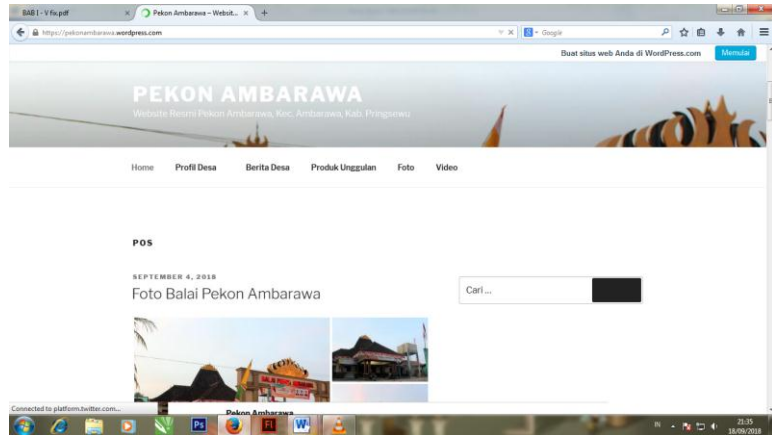 BAB I - V fix.pdf
Pekon Ambarawa – Websit...
https://pekonambarawa.wordpress.com
Google
Buat situs web Anda di WordPress.com
Memulai
PEKON AMBARAWA
Website Resmi Pekon Ambarawa, Kec. Ambarawa, Kab. Pringsewu
Home Profil Desa Berita Desa Produk Unggulan Foto Video
POS
SEPTEMBER 4, 2018
Foto Balai Pekon Ambarawa
Cari ...
Connected to platform.twitter.com...
Pekon Ambarawa
Ps
Fl
W
IN
21:35
18/09/2018